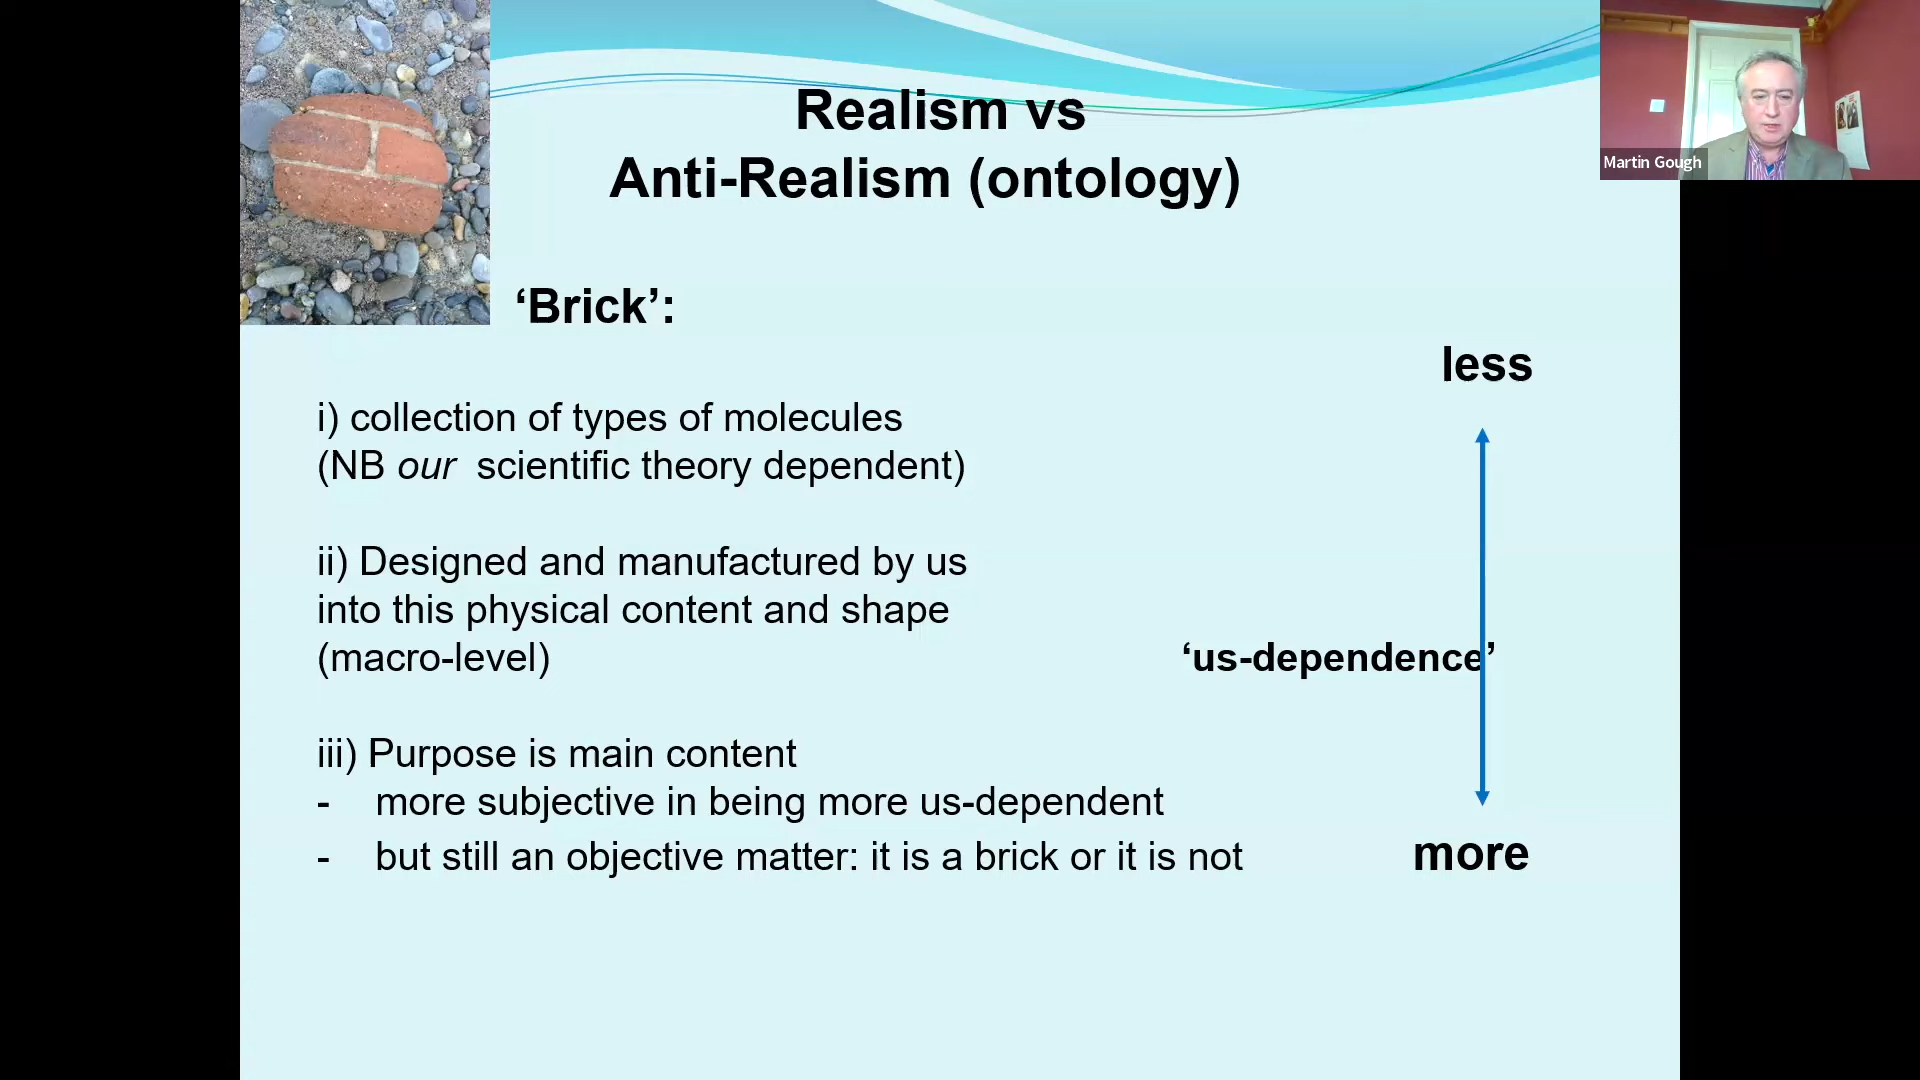 Realism vs
Anti-Realism (ontology)
Martin Gough
‘Brick’:
less
i) collection of types of molecules
(NB our scientific theory dependent)
ii) Designed and manufactured by us
into this physical content and shape
(macro-level)
‘us-dependence’
iii) Purpose is main content
- more subjective in being more us-dependent
- but still an objective matter: it is a brick or it is not
more